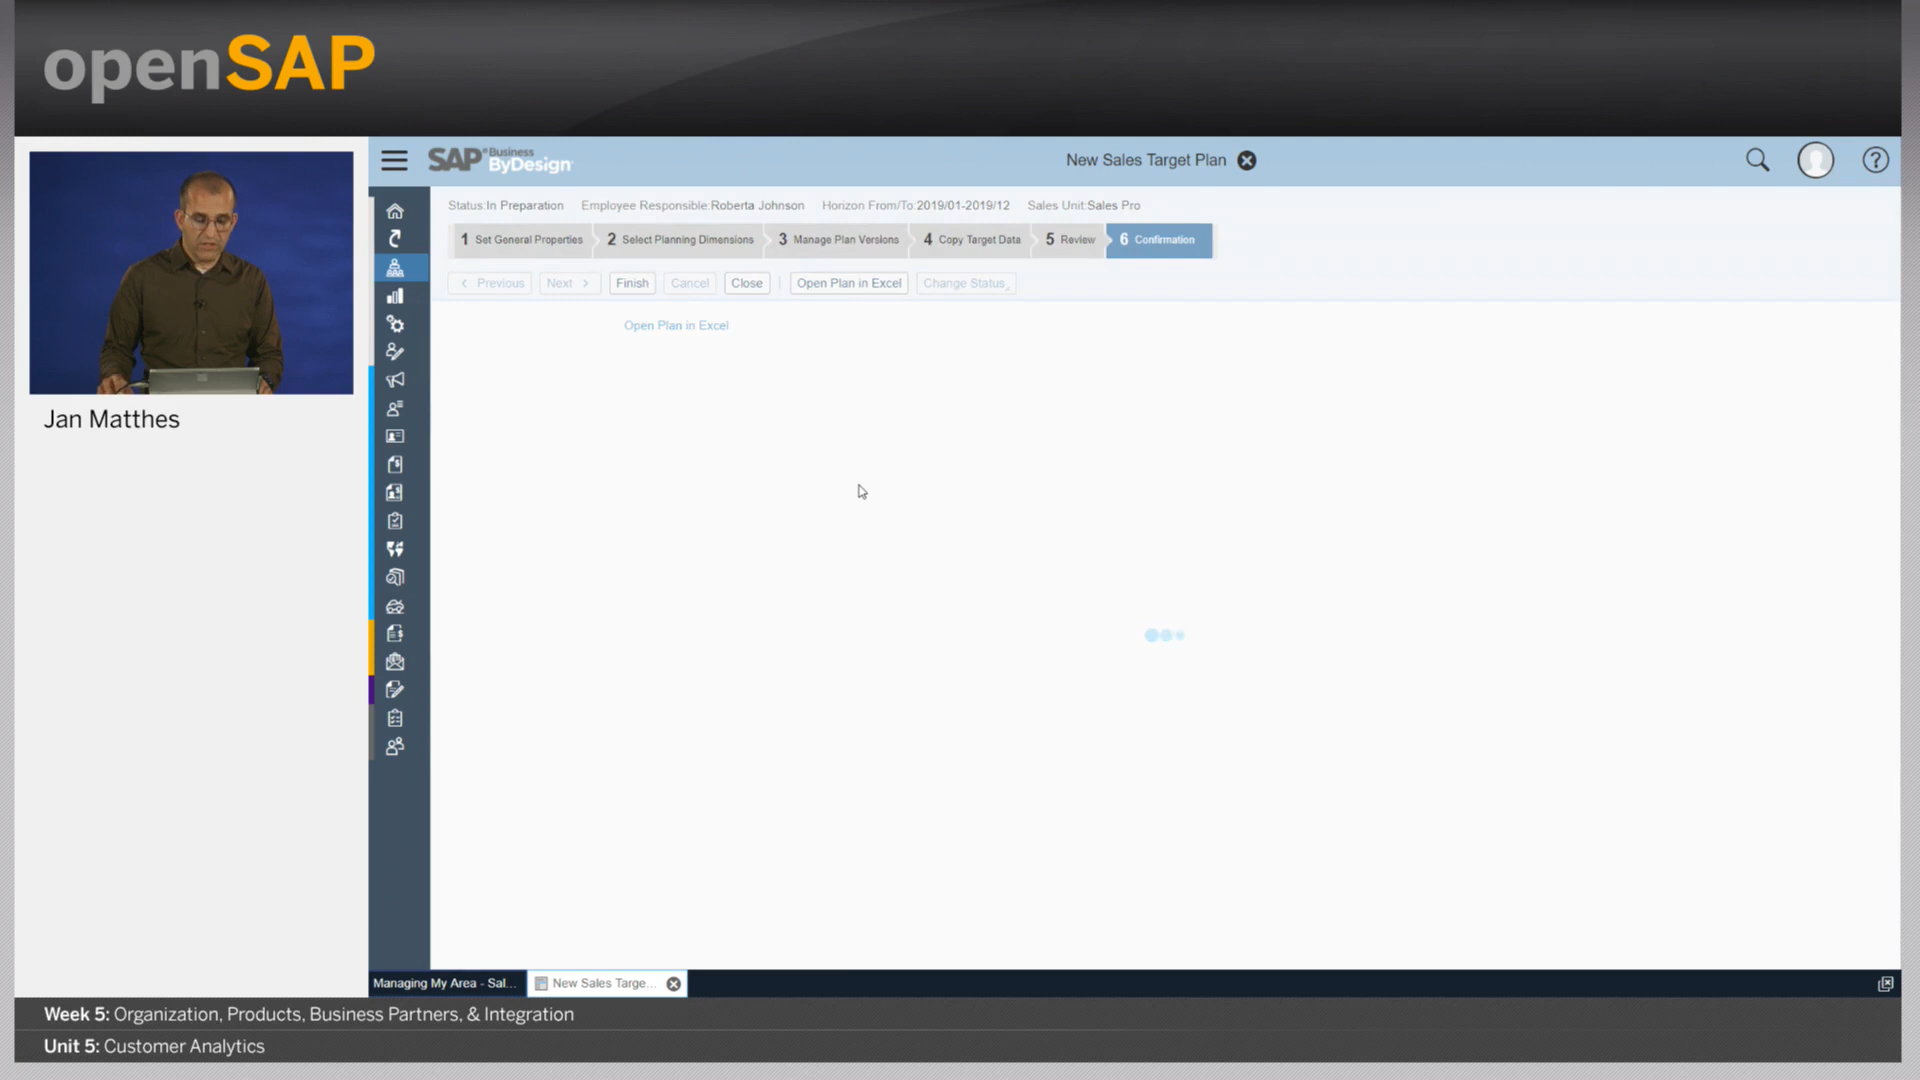 openSAP
SAP Business ByDesign
New Sales Target Plan
Status:In Preparation Employee Responsible:Roberta Johnson Horizon From/To:2019/01-2019/12 Sales Unit:Sales Pro
1 Set General Properties 2 Select Planning Dimensions 3 Manage Plan Versions 4 Copy Target Data 5 Review 6 Confirmation
Previous Next Finish Cancel Close Open Plan in Excel Change Status
Open Plan in Excel
Jan Matthes
Managing My Area - Sal... New Sales Targe...
Week 5: Organization, Products, Business Partners, & Integration
Unit 5: Customer Analytics